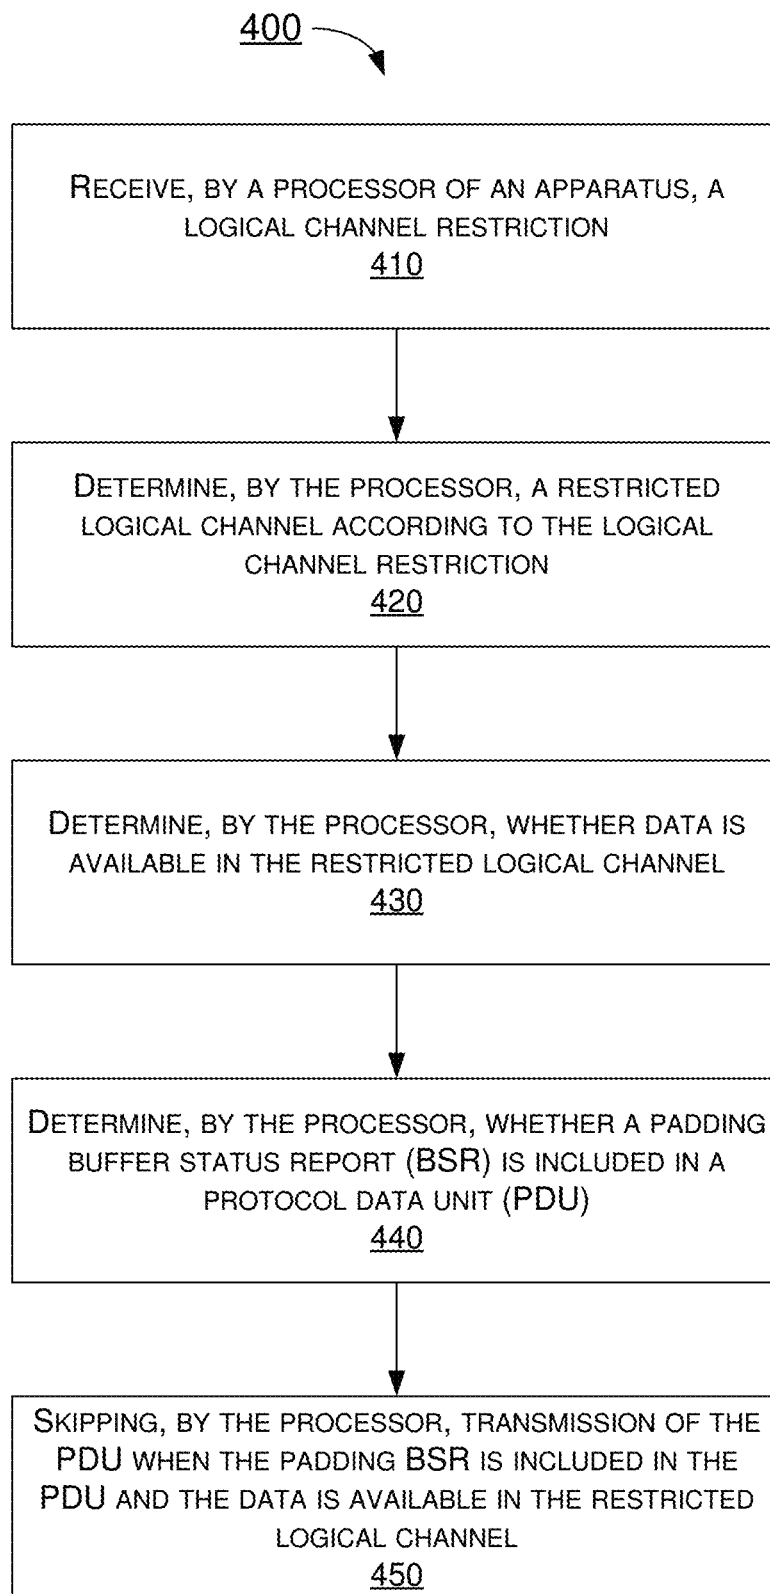 400
RECEIVE, BY A PROCESSOR OF AN APPARATUS, A
LOGICAL CHANNEL RESTRICTION
410
DETERMINE, BY THE PROCESSOR, A RESTRICTED
LOGICAL CHANNEL ACCORDING TO THE LOGICAL
CHANNEL RESTRICTION
420
DETERMINE, BY THE PROCESSOR, WHETHER DATA IS
AVAILABLE IN THE RESTRICTED LOGICAL CHANNEL
430
DETERMINE, BY THE PROCESSOR, WHETHER A PADDING
BUFFER STATUS REPORT (BSR) IS INCLUDED IN A
PROTOCOL DATA UNIT (PDU)
440
SKIPPING, BY THE PROCESSOR, TRANSMISSION OF THE
PDU WHEN THE PADDING BSR IS INCLUDED IN THE
PDU AND THE DATA IS AVAILABLE IN THE RESTRICTED
LOGICAL CHANNEL
450